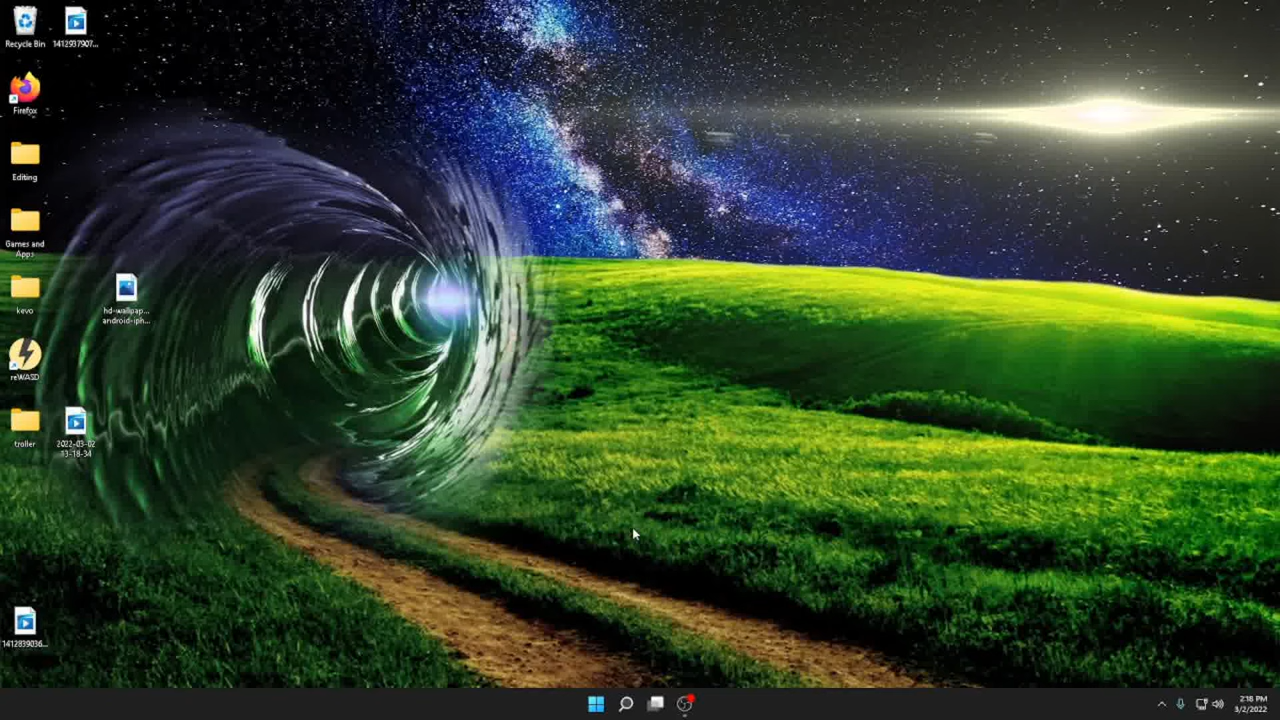 Recycle Bin
1412937907...
Firefox
Editing
Games and
Apps
kevo
hd-wallpap...
android-iph...
reWASD
troller
2022-03-02
13-18-34
1412839036...
2:18 PM
3/2/2022